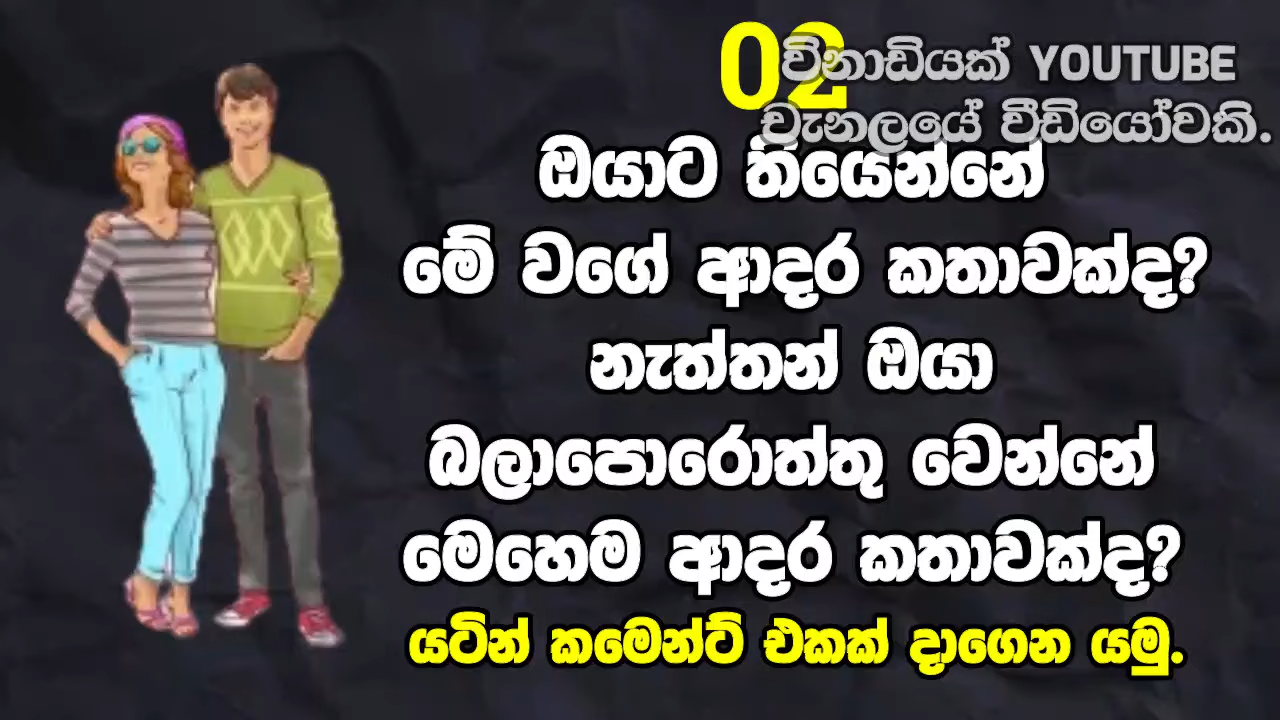 02
විනාඩියක් YOUTUBE
චැනලයේ වීඩියෝවකි.
ඔයාට තියෙන්නේ
මේ වගේ ආදර කතාවක්ද?
නැත්තන් ඔයා
බලාපොරොත්තු වෙන්නේ
මෙහෙම ආදර කතාවක්ද?
යටින් කමෙන්ට් එකක් දාගෙන යමු.